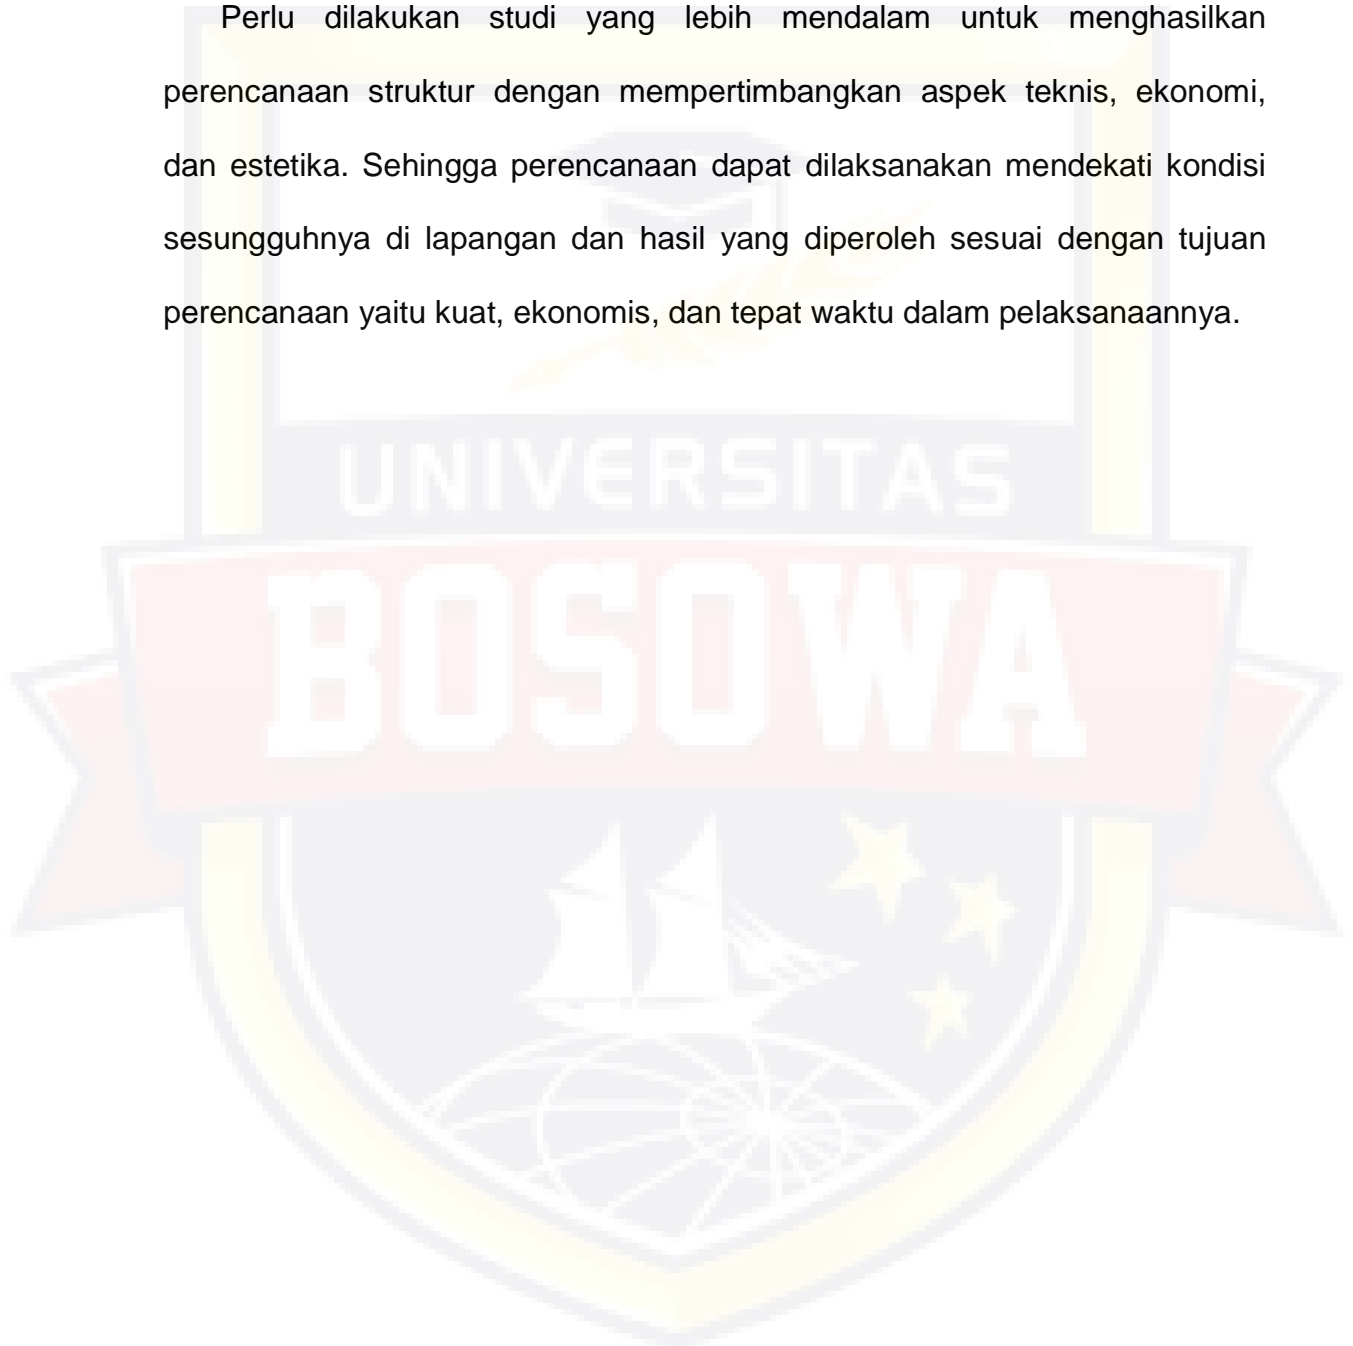 Perlu dilakukan studi yang lebih mendalam untuk menghasilkan
perencanaan struktur dengan mempertimbangkan aspek teknis, ekonomi,
dan estetika. Sehingga perencanaan dapat dilaksanakan mendekati kondisi
sesungguhnya di lapangan dan hasil yang diperoleh sesuai dengan tujuan
perencanaan yaitu kuat, ekonomis, dan tepat waktu dalam pelaksanaannya.
UNIVERSITAS
BOSOWA